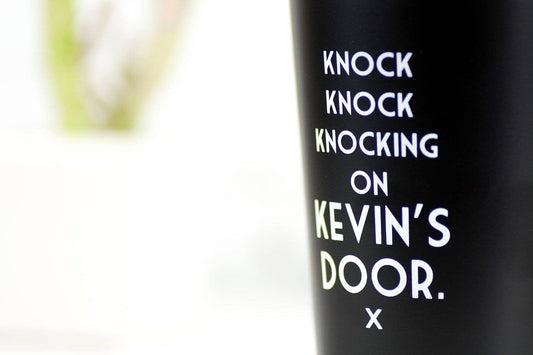 KNOCK
KNOCK
KNOCKING
ON
KEVIN'S
DOOR.
X